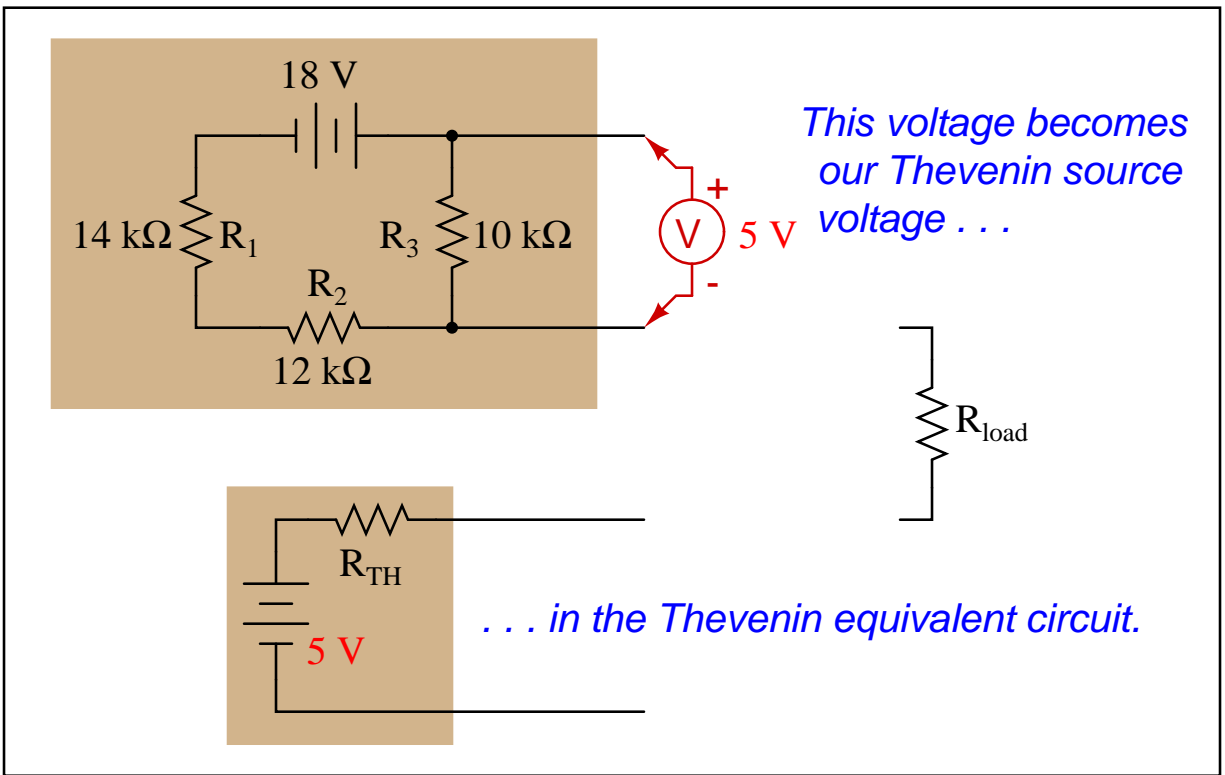 18 V
This voltage becomes
our Thevenin source
voltage . . .
+
14 kΩ R1 R3 10 kΩ V 5 V
-
R2
12 kΩ
Rload
RTH
. . . in the Thevenin equivalent circuit.
5 V